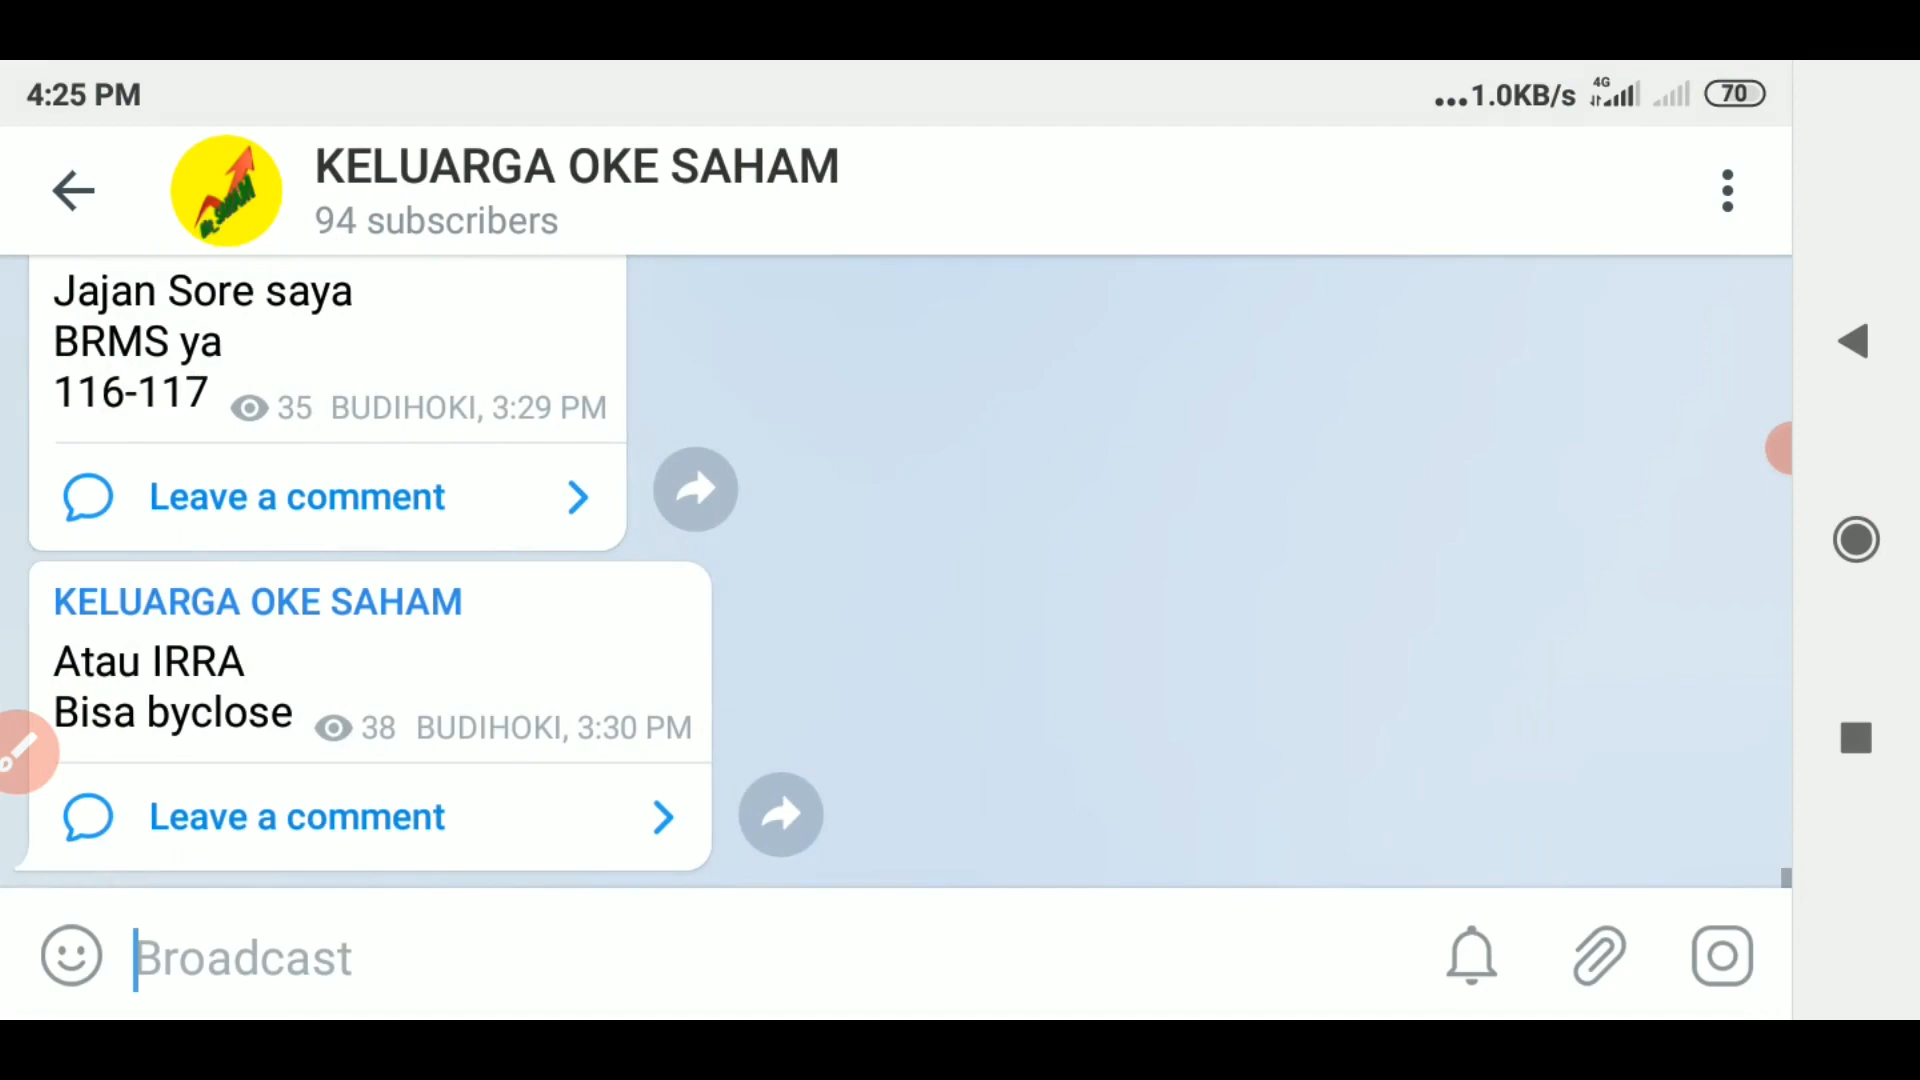 4:25 PM
...1.0KB/s 4G 70
KELUARGA OKE SAHAM
94 subscribers
Jajan Sore saya
BRMS ya
116-117 35 BUDIHOKI, 3:29 PM
Leave a comment
KELUARGA OKE SAHAM
Atau IRRA
Bisa byclose 38 BUDIHOKI, 3:30 PM
Leave a comment
Broadcast